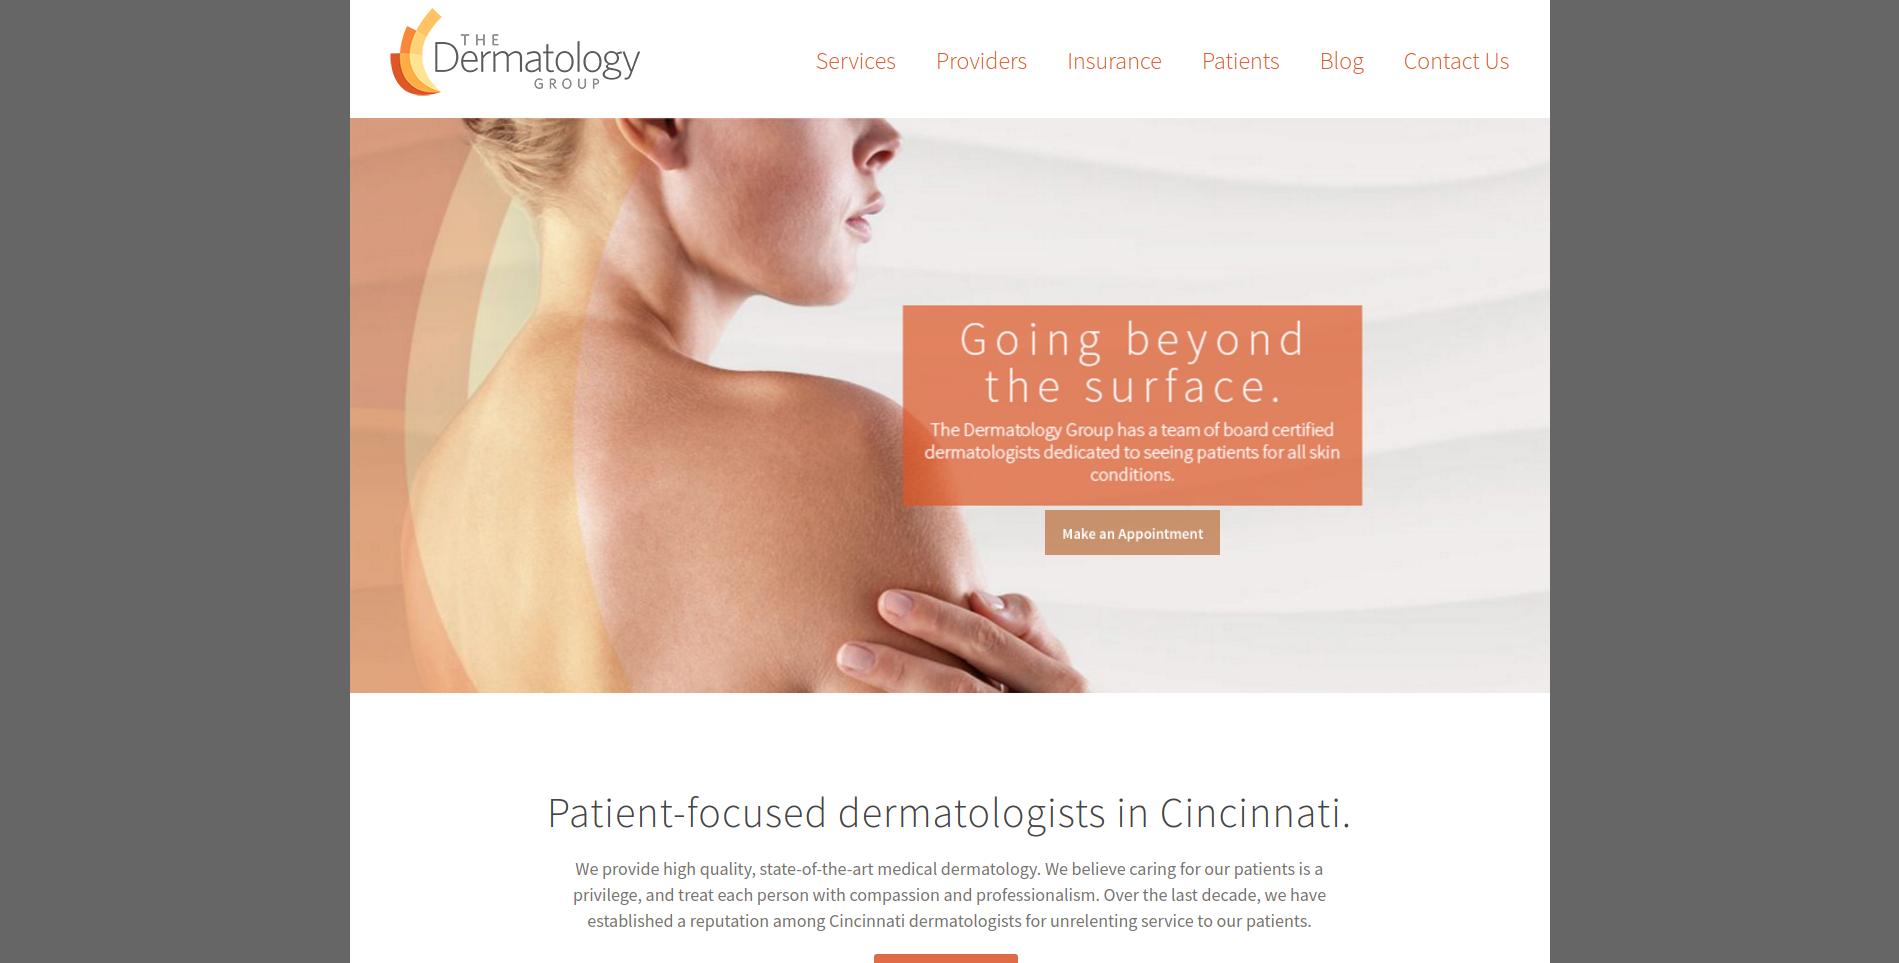 THE
Dermatology
GROUP
Services Providers Insurance Patients Blog Contact Us
Going beyond
the surface.
The Dermatology Group has a team of board certified
dermatologists dedicated to seeing patients for all skin
conditions.
Make an Appointment
Patient-focused dermatologists in Cincinnati.
We provide high quality, state-of-the-art medical dermatology. We believe caring for our patients is a
privilege, and treat each person with compassion and professionalism. Over the last decade, we have
established a reputation among Cincinnati dermatologists for unrelenting service to our patients.